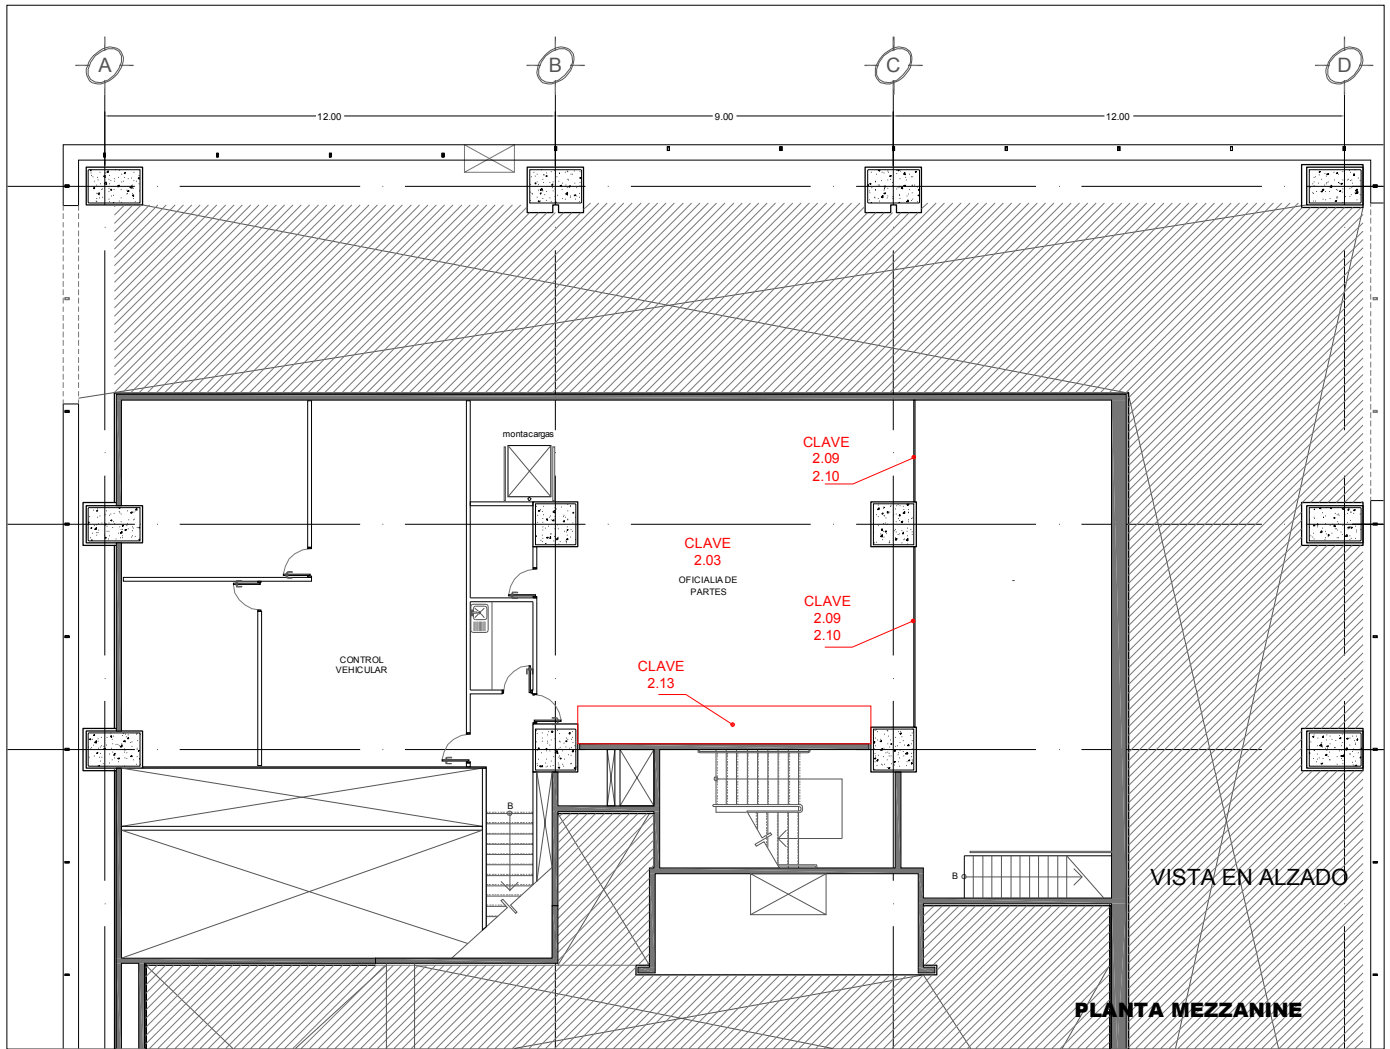 A
B
C
D
12.00
9.00
12.00
montacargas
CLAVE
2.09
2.10
CLAVE
2.03
OFICIALIA DE
PARTES
CLAVE
2.09
2.10
CONTROL
VEHICULAR
CLAVE
2.13
B
B
VISTA EN ALZADO
PLANTA MEZZANINE